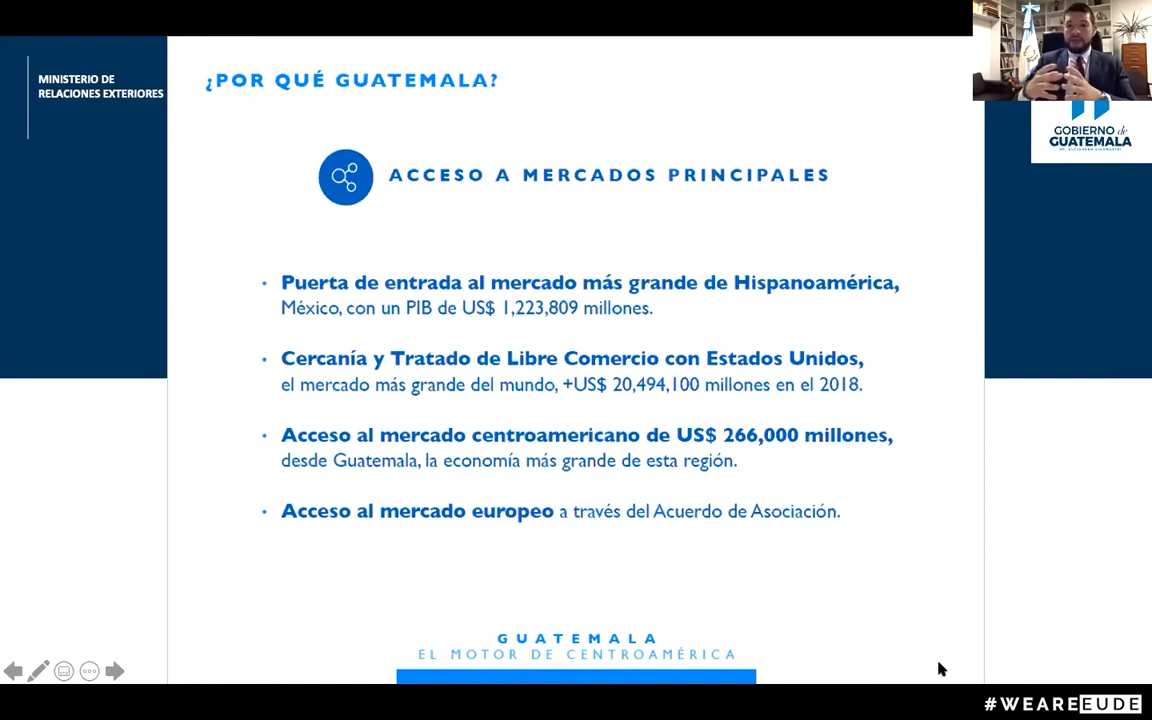 MINISTERIO DE
RELACIONES EXTERIORES
¿POR QUÉ GUATEMALA?
GOBIERNO de
GUATEMALA
ACCESO A MERCADOS PRINCIPALES
• Puerta de entrada al mercado más grande de Hispanoamérica,
México, con un PIB de US$ 1,223,809 millones.
• Cercanía y Tratado de Libre Comercio con Estados Unidos,
el mercado más grande del mundo, +US$ 20,494,100 millones en el 2018.
• Acceso al mercado centroamericano de US$ 266,000 millones,
desde Guatemala, la economía más grande de esta región.
• Acceso al mercado europeo a través del Acuerdo de Asociación.
GUATEMALA
EL MOTOR DE CENTROAMÉRICA
#WEAREEUDE